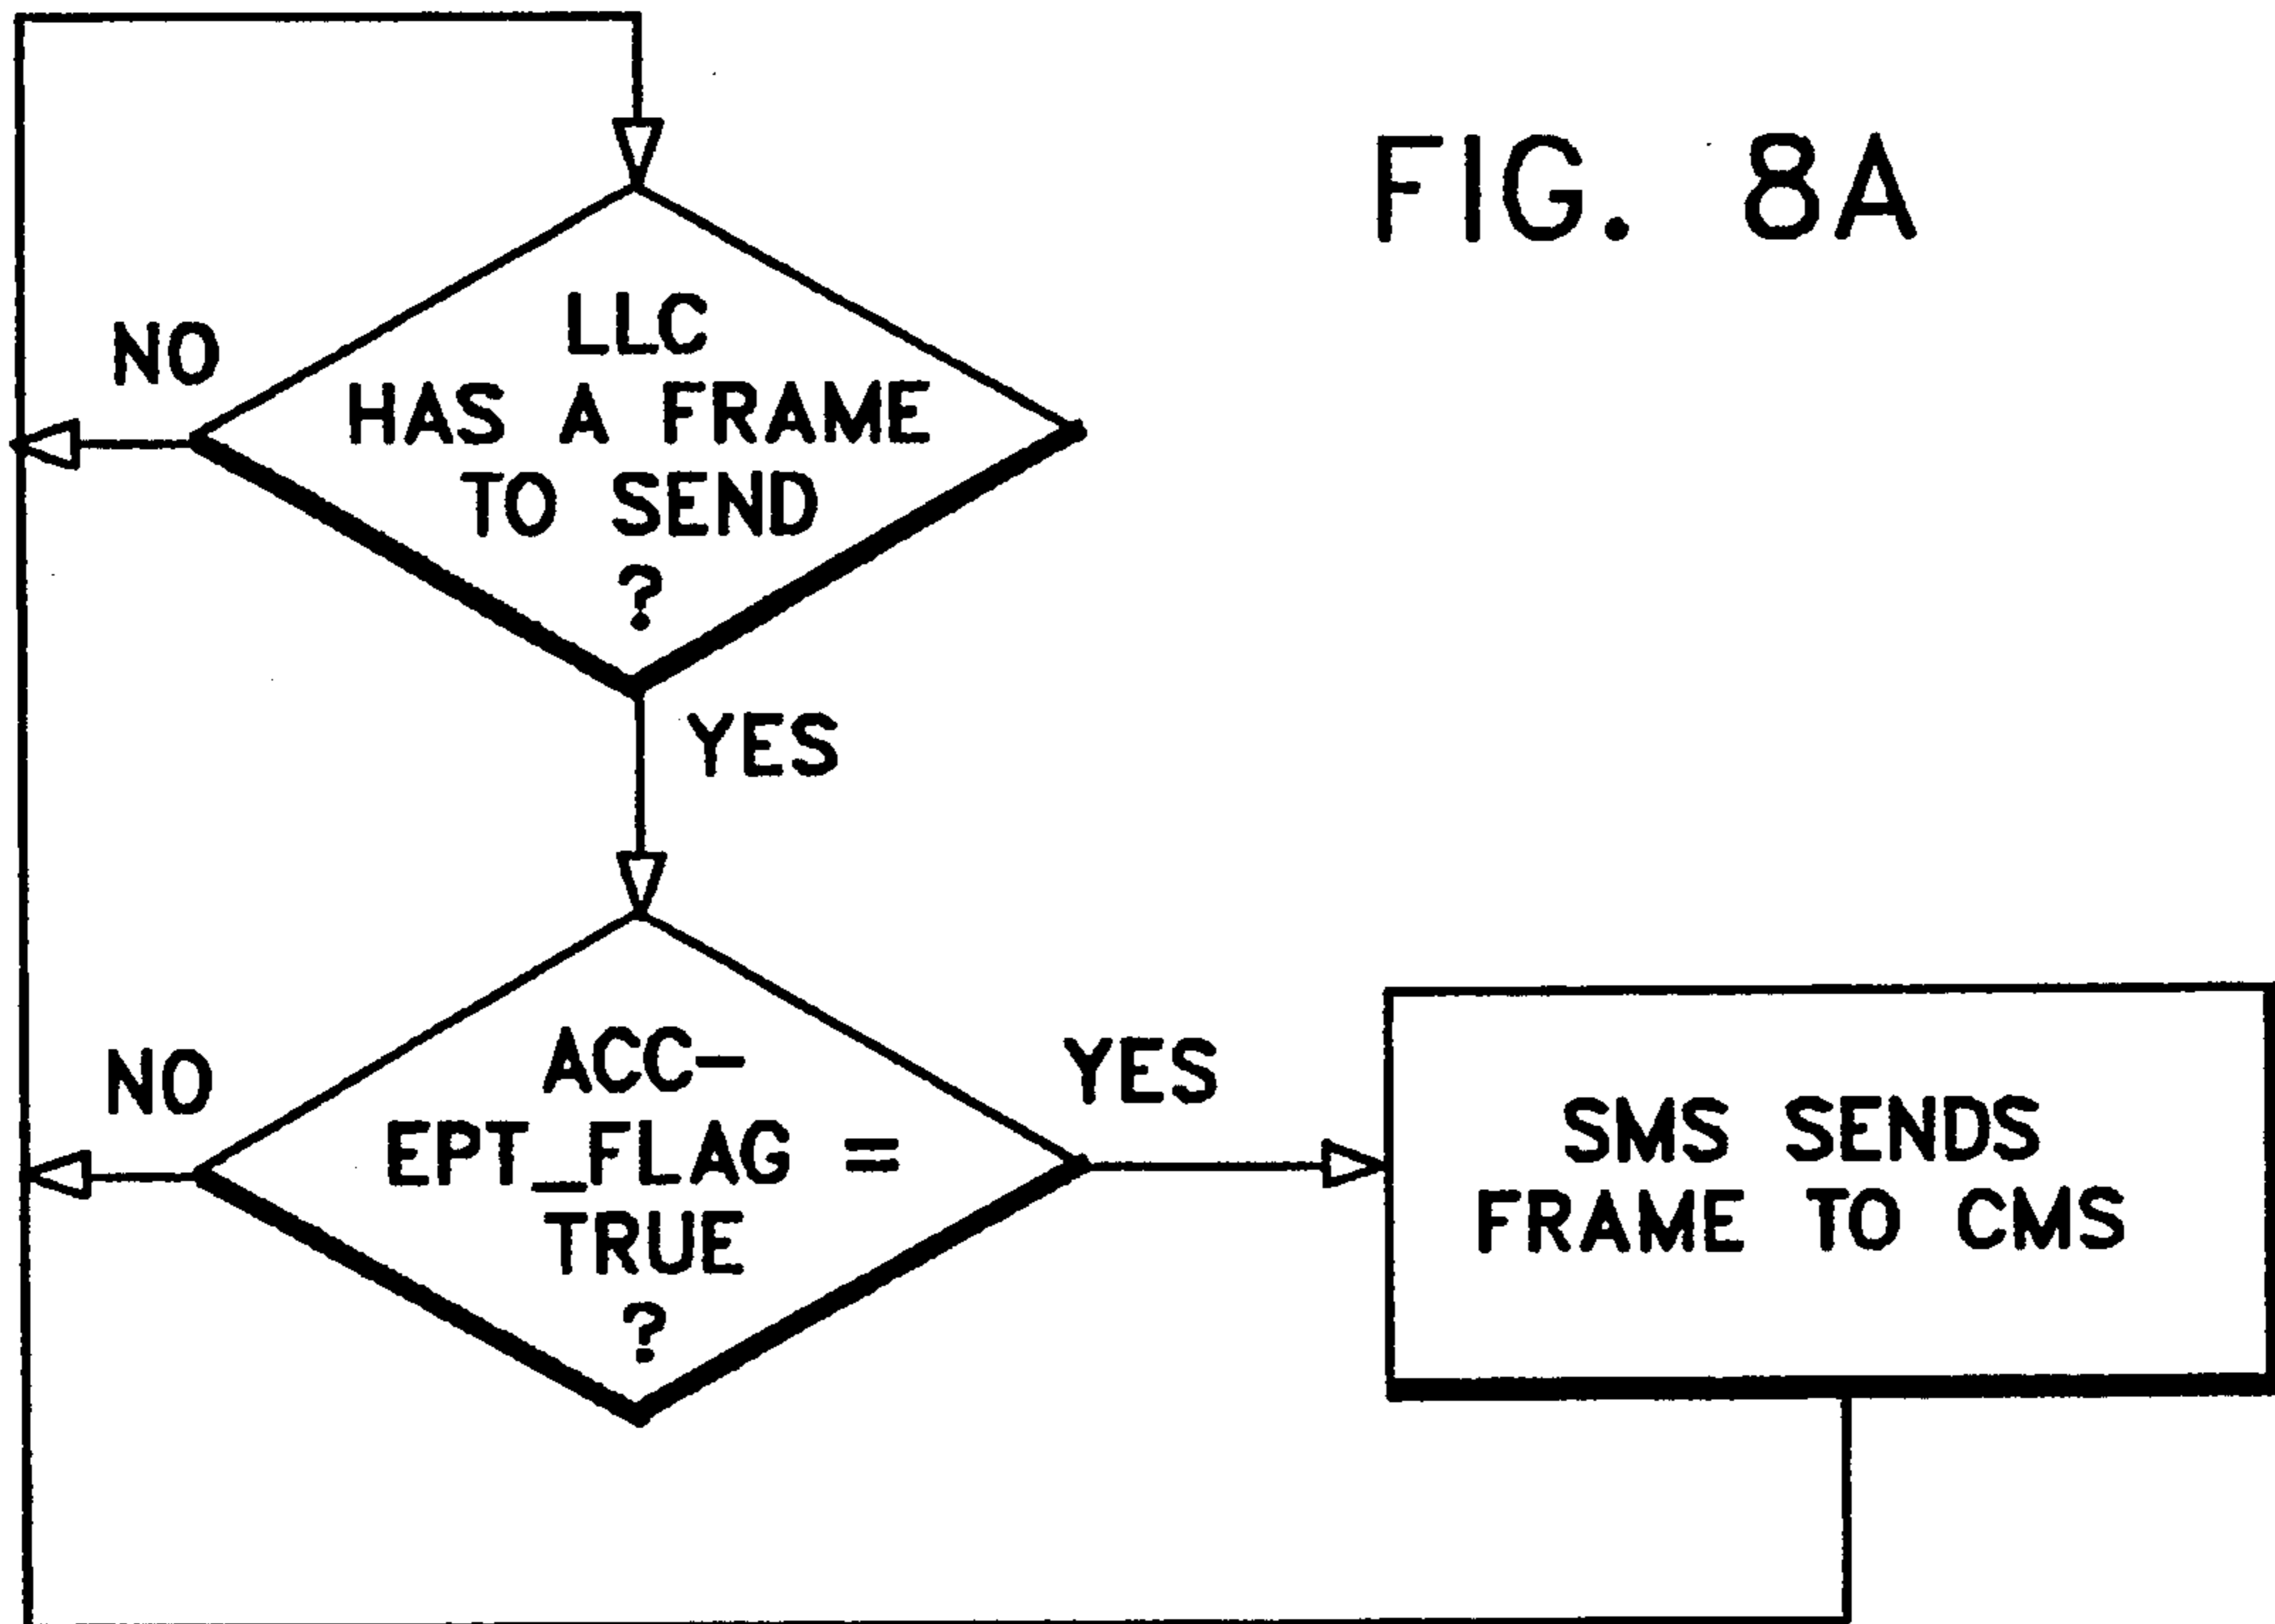 FIG. 8A
LLC
HAS A FRAME
TO SEND
?
NO
YES
ACC-
EPT_FLAG =
TRUE
?
NO
YES
SMS SENDS
FRAME TO CMS